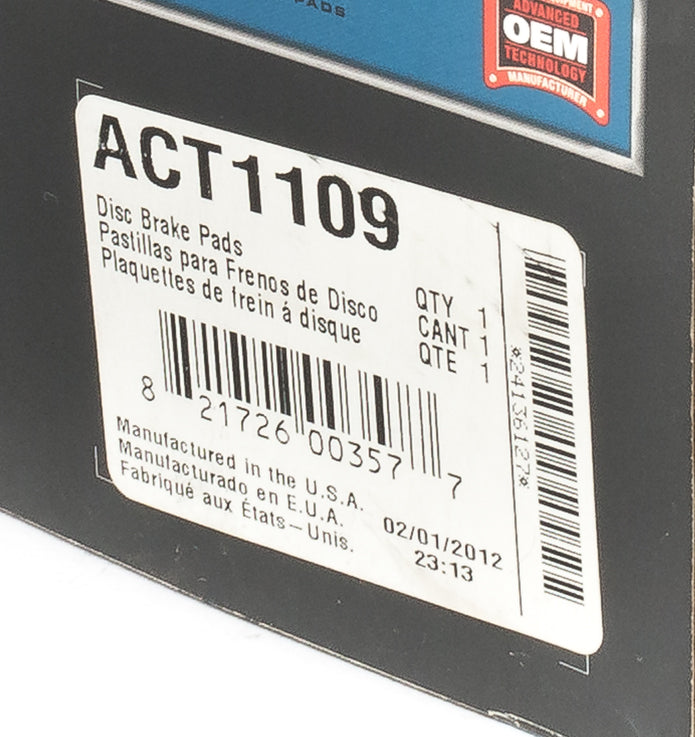 PADS
ADVANCED
OEM
TECHNOLOGY
MANUFACTURER
ACT1109
Disc Brake Pads
Pastillas para Frenos de Disco
Plaquettes de frein á disque
QTY 1
CANT 1
QTE 1
8 21726 00357 7
Manufactured in the U.S.A.
Manufacturado en E.U.A.
Fabriqué aux États-Unis.
02/01/2012
23:13
*241366127*